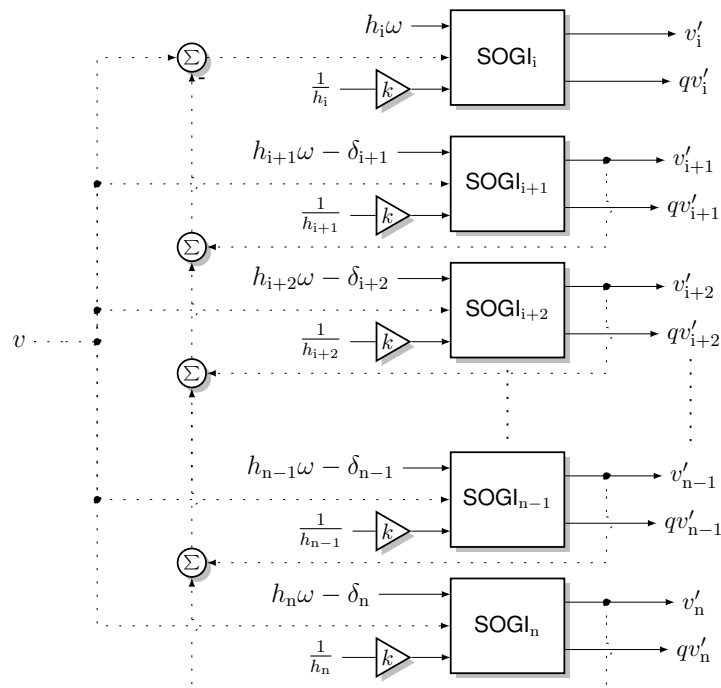 h_i ω
Σ
-
SOGI_i
v′_i
1/h_i
k
qv′_i
h_{i+1}ω − δ_{i+1}
SOGI_{i+1}
v′_{i+1}
1/h_{i+1}
k
qv′_{i+1}
Σ
h_{i+2}ω − δ_{i+2}
SOGI_{i+2}
v′_{i+2}
v
1/h_{i+2}
k
qv′_{i+2}
Σ
h_{n−1}ω − δ_{n−1}
SOGI_{n−1}
v′_{n−1}
1/h_{n−1}
k
qv′_{n−1}
Σ
h_nω − δ_n
SOGI_n
v′_n
1/h_n
k
qv′_n